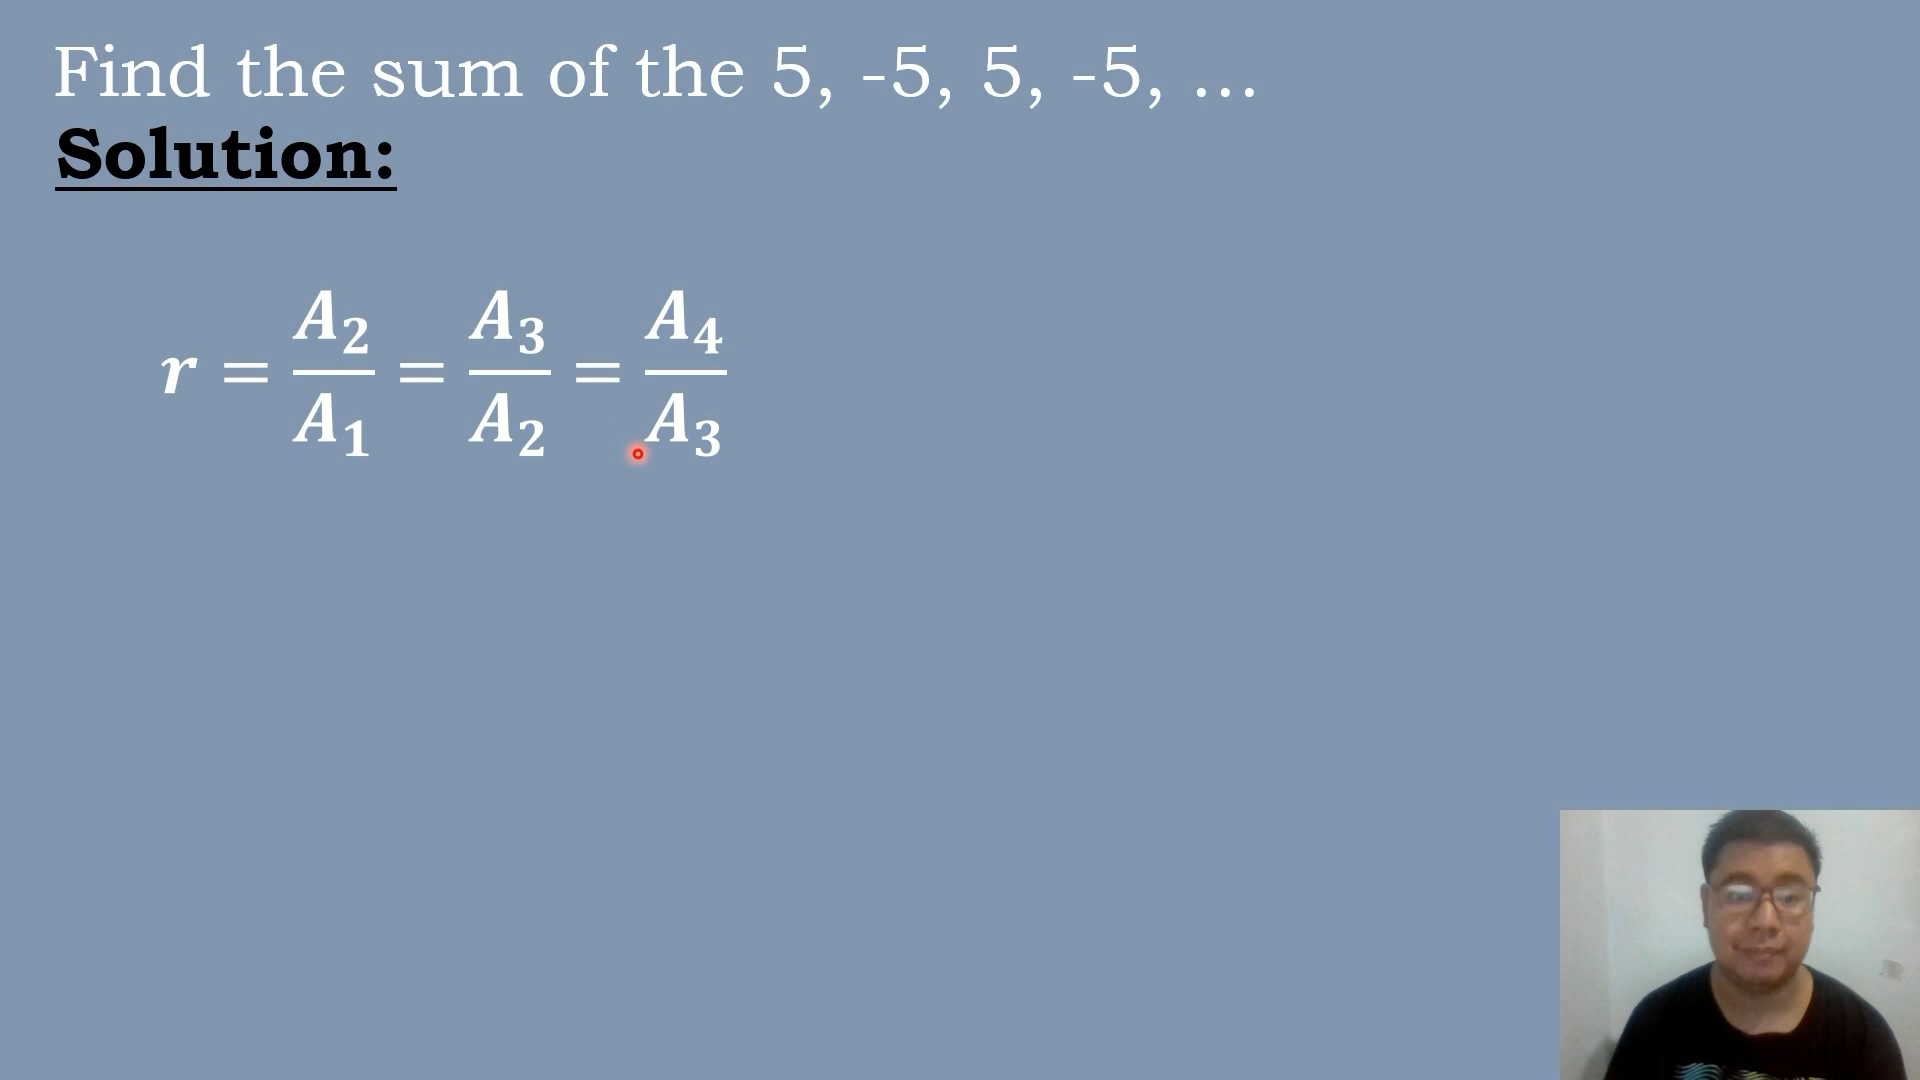 Find the sum of the 5, -5, 5, -5, …
Solution:
r = A₂/A₁ = A₃/A₂ = A₄/A₃